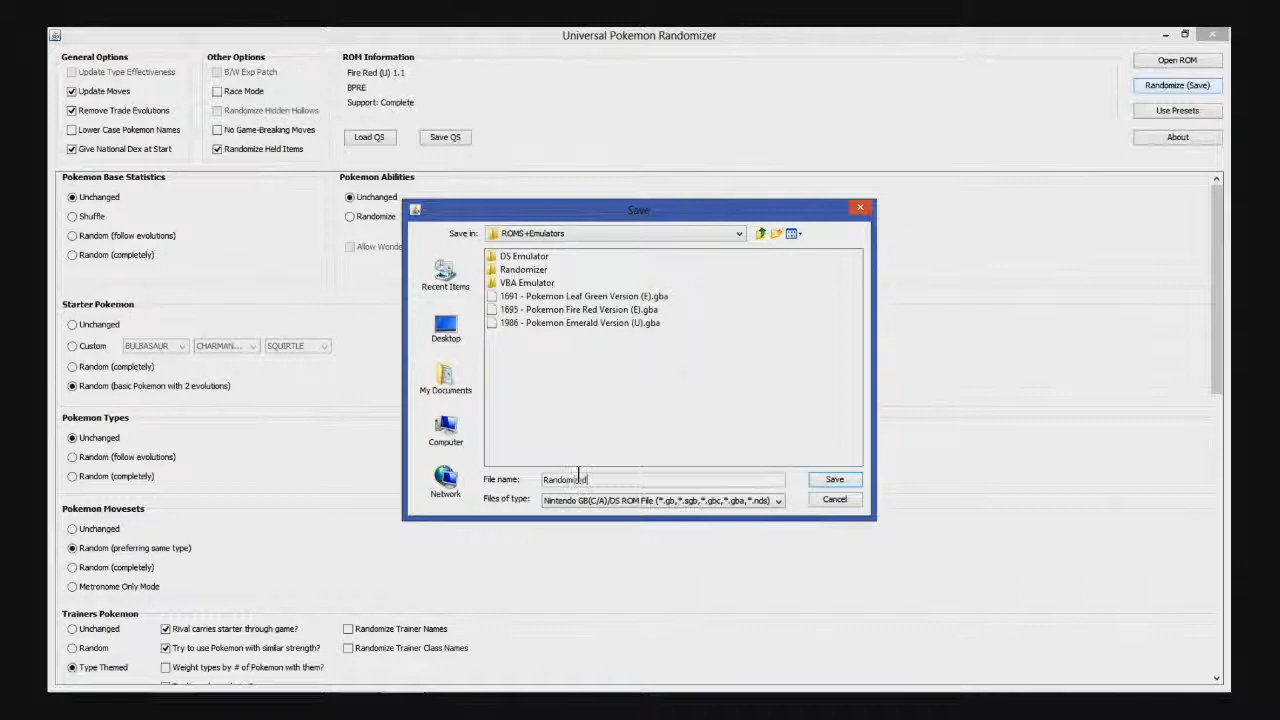 Universal Pokemon Randomizer
General Options
Update Type Effectiveness
Update Moves
Remove Trade Evolutions
Lower Case Pokemon Names
Give National Dex at Start
Other Options
B/W Exp Patch
Race Mode
Randomize Hidden Hollows
No Game-Breaking Moves
Randomize Held Items
ROM Information
Fire Red (U) 1.1
BPRE
Support: Complete
Load QS
Save QS
Open ROM
Randomize (Save)
Use Presets
About
Pokemon Base Statistics
Unchanged
Shuffle
Random (follow evolutions)
Random (completely)
Pokemon Abilities
Unchanged
Randomize
Allow Wonde
Starter Pokemon
Unchanged
Custom BULBASAUR CHARMAN... SQUIRTLE
Random (completely)
Random (basic Pokemon with 2 evolutions)
Pokemon Types
Unchanged
Random (follow evolutions)
Random (completely)
Pokemon Movesets
Unchanged
Random (preferring same type)
Random (completely)
Metronome Only Mode
Trainers Pokemon
Unchanged
Random
Type Themed
Rival carries starter through game?
Try to use Pokemon with similar strength?
Weight types by # of Pokemon with them?
Randomize Trainer Names
Randomize Trainer Class Names
Save
Save in: ROMS+Emulators
Recent Items
Desktop
My Documents
Computer
Network
DS Emulator
Randomizer
VBA Emulator
1691 - Pokemon Leaf Green Version (E).gba
1695 - Pokemon Fire Red Version (E).gba
1986 - Pokemon Emerald Version (U).gba
File name: Randomized
Save
Files of type: Nintendo GB(C/A)/DS ROM File (*.gb,*.sgb,*.gbc,*.gba,*.nds)
Cancel